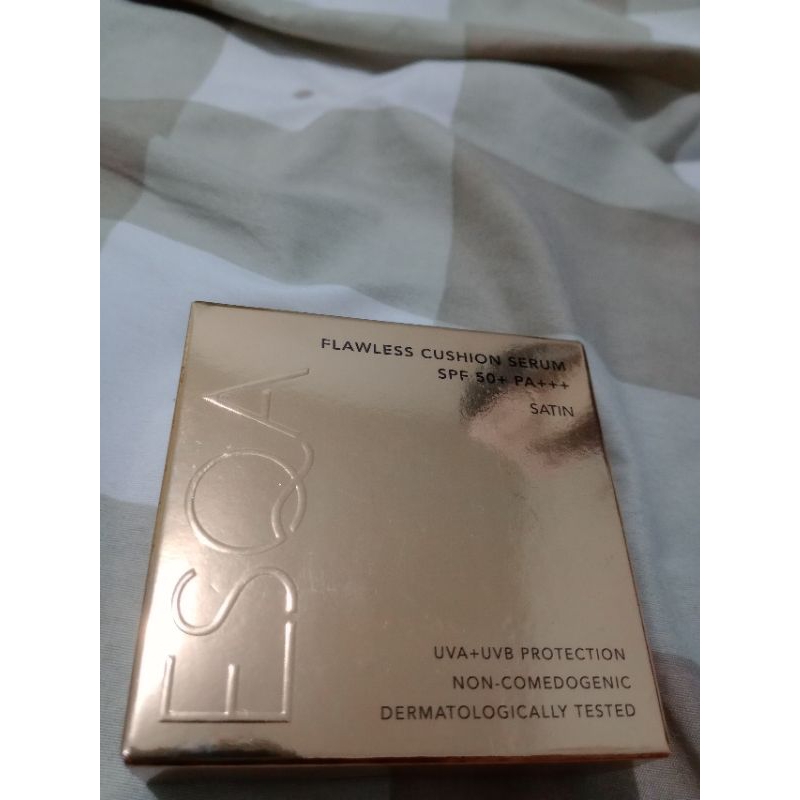 FLAWLESS CUSHION SERUM
SPF 50+ PA+++
SATIN
ESQA
UVA+UVB PROTECTION
NON-COMEDOGENIC
DERMATOLOGICALLY TESTED